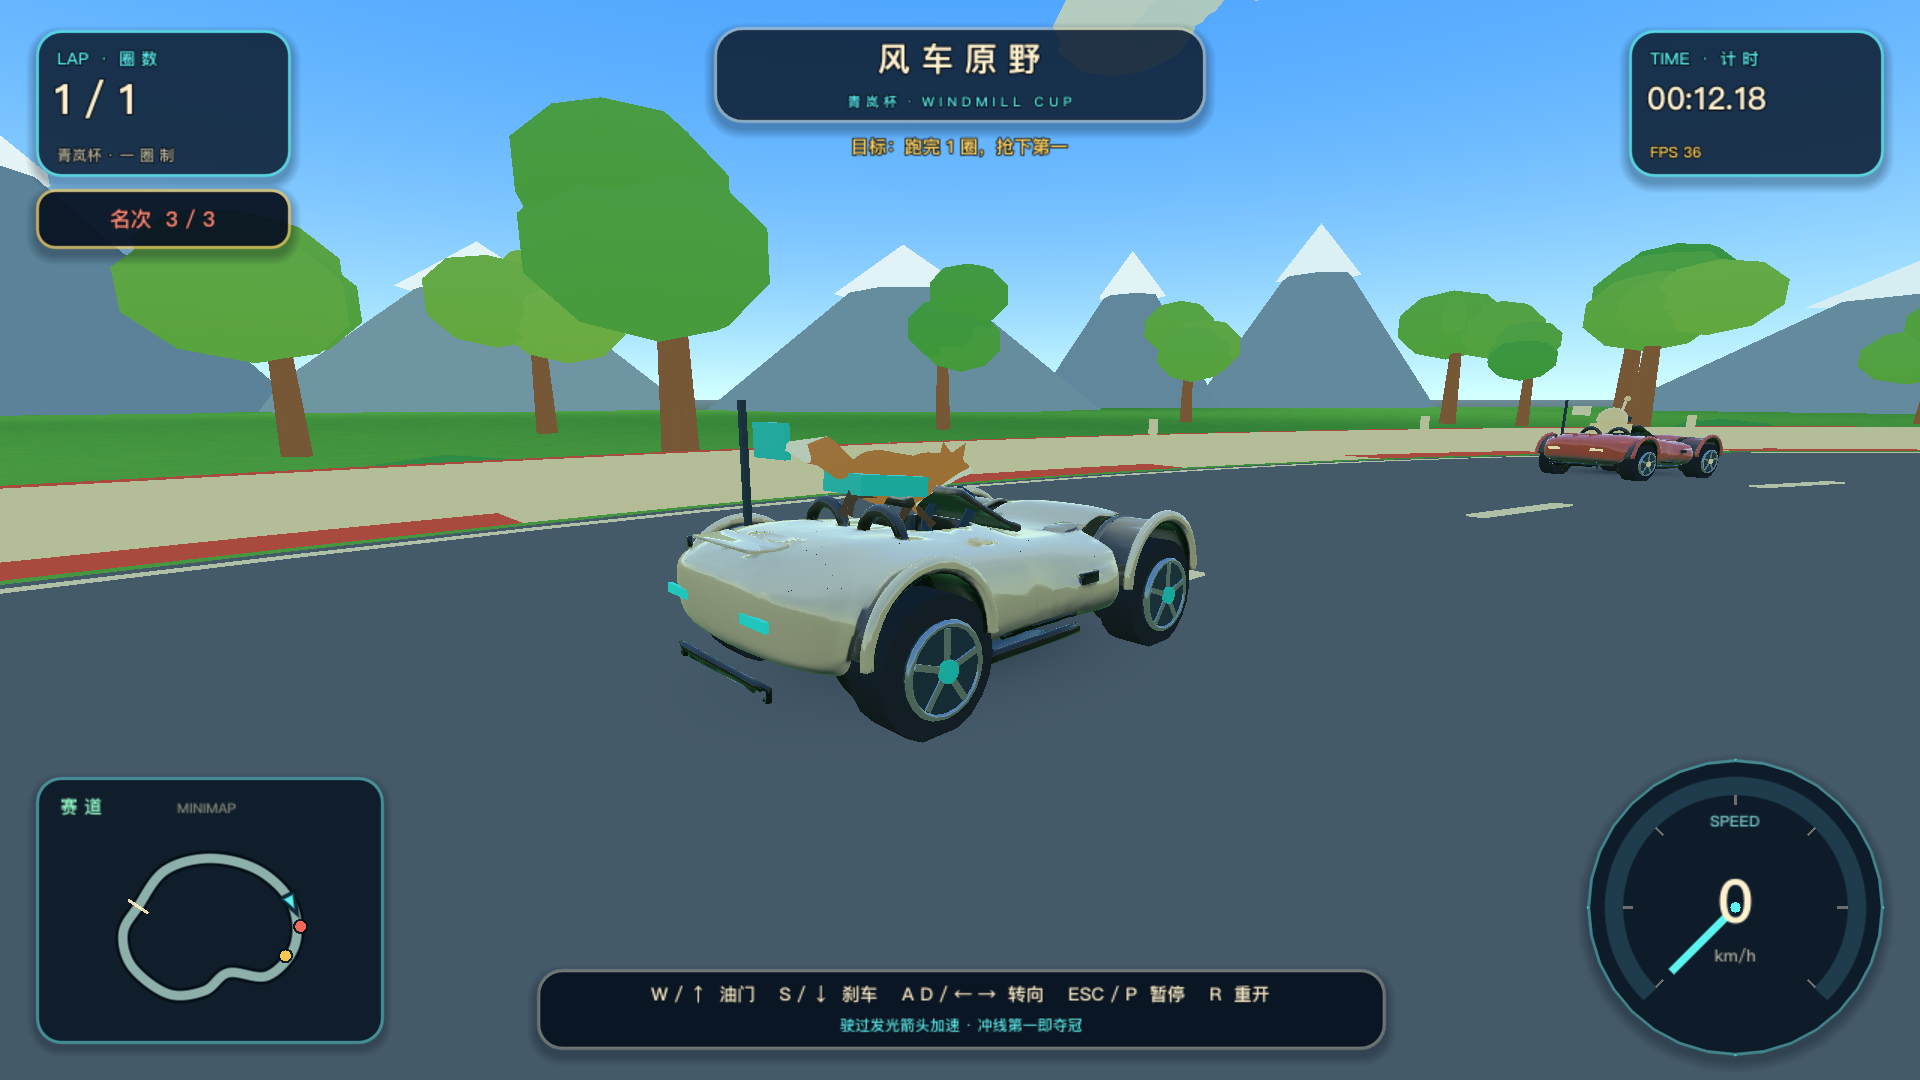 LAP · 圈数
1 / 1
青岚杯 · 一圈制
名次 3 / 3
风车原野
青岚杯 · WINDMILL CUP
目标：跑完 1 圈，抢下第一
TIME · 计时
00:12.18
FPS 36
赛道 MINIMAP
SPEED
0
km/h
W / ↑ 油门 S / ↓ 刹车 A D / ← → 转向 ESC / P 暂停 R 重开
驶过发光箭头加速 · 冲线第一即夺冠